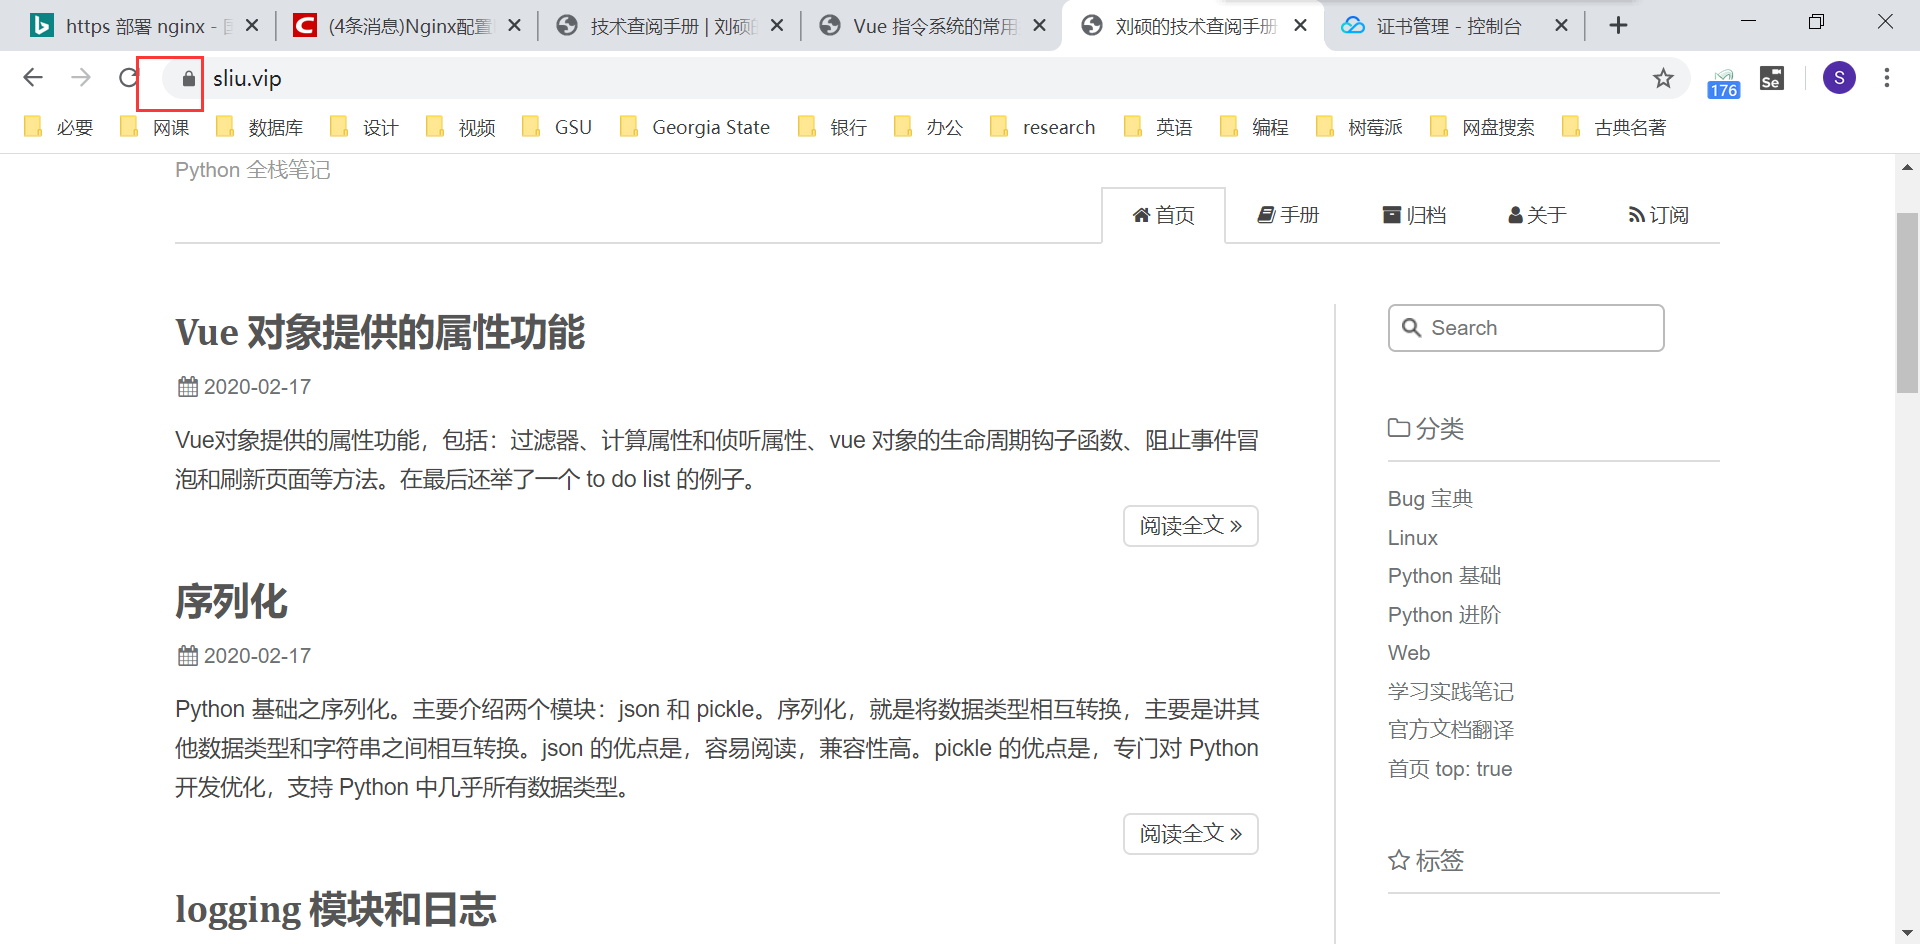 https 部署 nginx -
(4条消息)Nginx配置
技术查阅手册 | 刘硕
Vue 指令系统的常用
刘硕的技术查阅手册
证书管理 - 控制台
sliu.vip
176
Se
S
必要
网课
数据库
设计
视频
GSU
Georgia State
银行
办公
research
英语
编程
树莓派
网盘搜索
古典名著
Python 全栈笔记
首页
手册
归档
关于
订阅
Vue 对象提供的属性功能
2020-02-17
Vue对象提供的属性功能，包括：过滤器、计算属性和侦听属性、vue 对象的生命周期钩子函数、阻止事件冒
泡和刷新页面等方法。在最后还举了一个 to do list 的例子。
阅读全文 »
序列化
2020-02-17
Python 基础之序列化。主要介绍两个模块：json 和 pickle。序列化，就是将数据类型相互转换，主要是讲其
他数据类型和字符串之间相互转换。json 的优点是，容易阅读，兼容性高。pickle 的优点是，专门对 Python
开发优化，支持 Python 中几乎所有数据类型。
阅读全文 »
logging 模块和日志
Search
分类
Bug 宝典
Linux
Python 基础
Python 进阶
Web
学习实践笔记
官方文档翻译
首页 top: true
标签